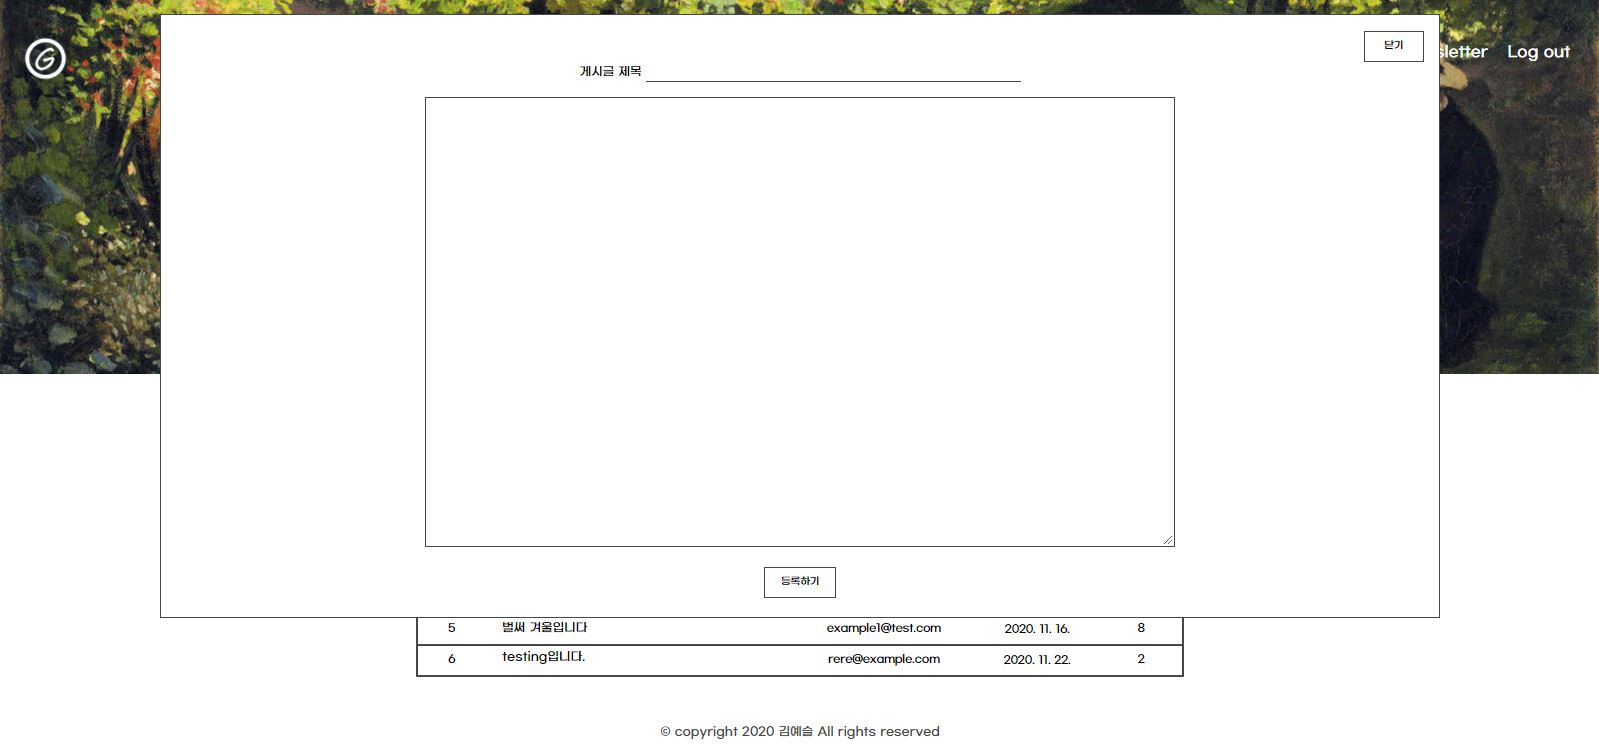 G
닫기
sletter Log out
게시글 제목
등록하기
5 벌써 겨울입니다 example1@test.com 2020. 11. 16. 8
6 testing입니다. rere@example.com 2020. 11. 22. 2
© copyright 2020 김예슬 All rights reserved